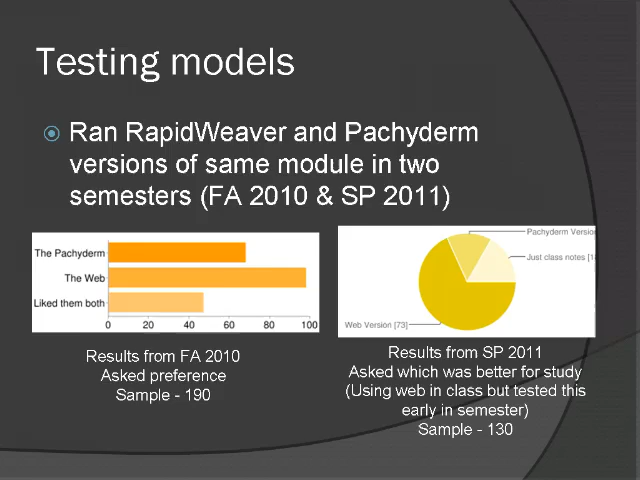 Testing models
Ran RapidWeaver and Pachyderm
versions of same module in two
semesters (FA 2010 & SP 2011)
The Pachyderm
The Web
Liked them both
0 20 40 60 80 100
Pachyderm Versio
Just class notes [1
Web Version [73]
Results from FA 2010
Asked preference
Sample - 190
Results from SP 2011
Asked which was better for study
(Using web in class but tested this
early in semester)
Sample - 130